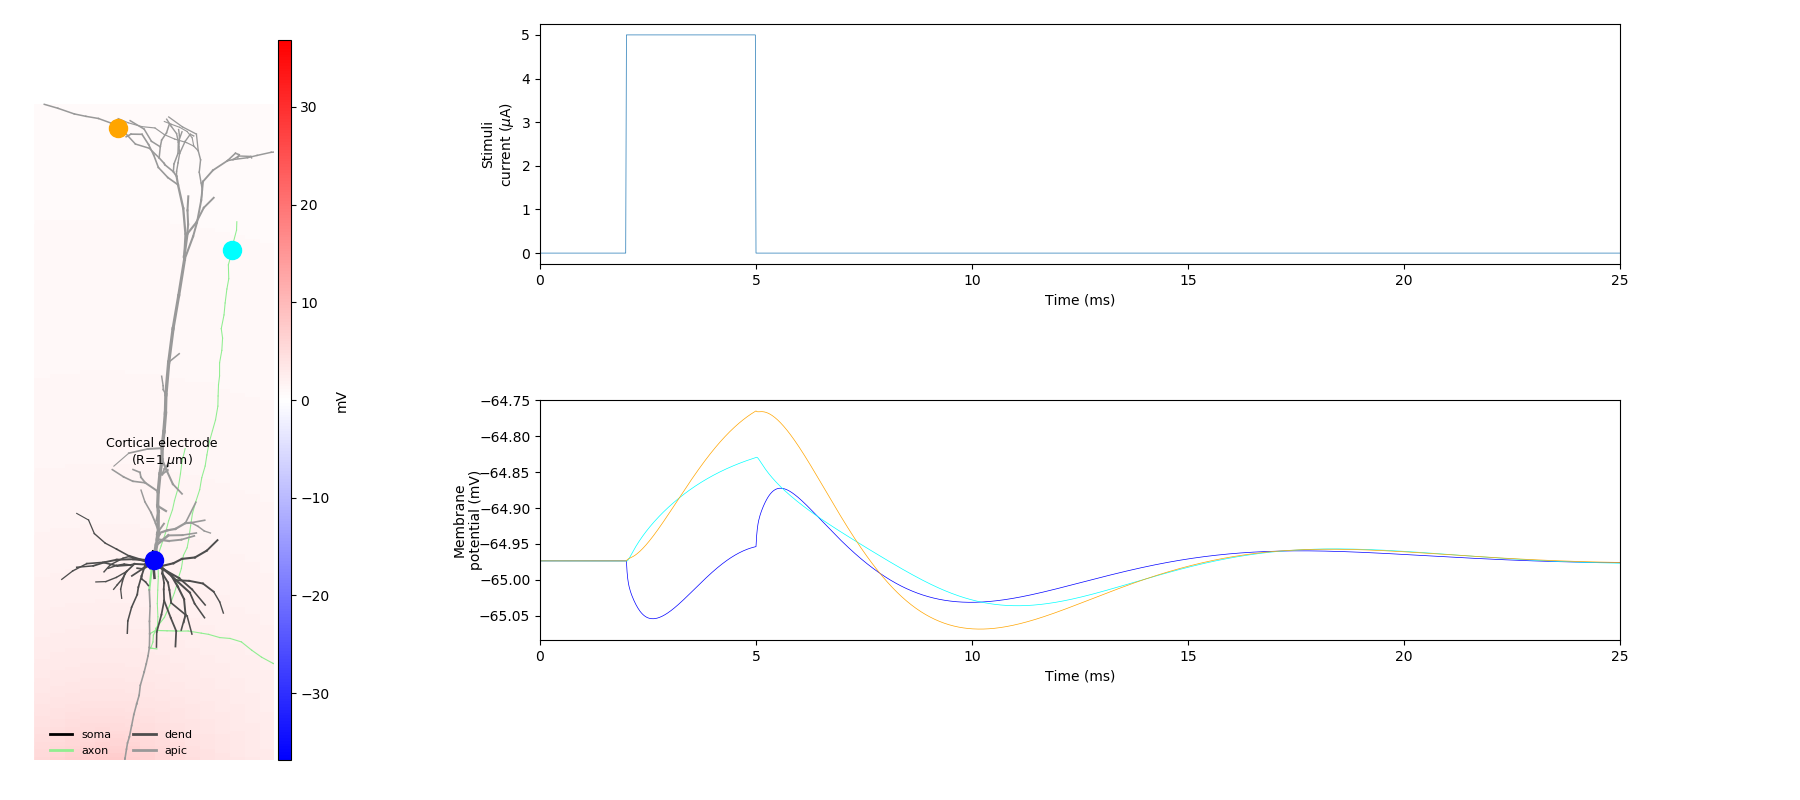 Cortical electrode
(R=1 μm)
soma
axon
dend
apic
30
20
10
0
−10
−20
−30
mV
Stimuli
current (μA)
5
4
3
2
1
0
0
5
10
15
20
25
Time (ms)
Membrane
potential (mV)
−64.75
−64.80
−64.85
−64.90
−64.95
−65.00
−65.05
0
5
10
15
20
25
Time (ms)